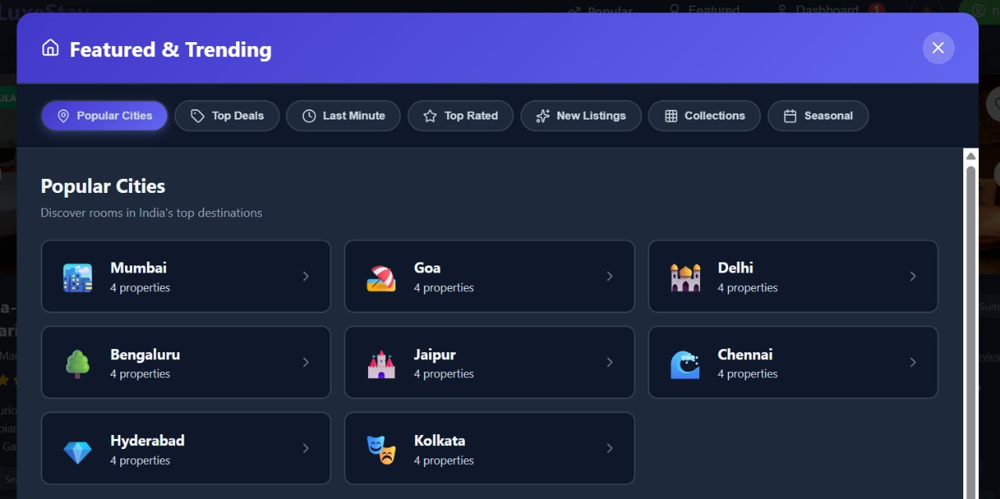 LuxeStay
Popular
Featured
Dashboard
1
Featured & Trending
Popular Cities
Top Deals
Last Minute
Top Rated
New Listings
Collections
Seasonal
Popular Cities
Discover rooms in India's top destinations
Mumbai
4 properties
Goa
4 properties
Delhi
4 properties
Bengaluru
4 properties
Jaipur
4 properties
Chennai
4 properties
Hyderabad
4 properties
Kolkata
4 properties